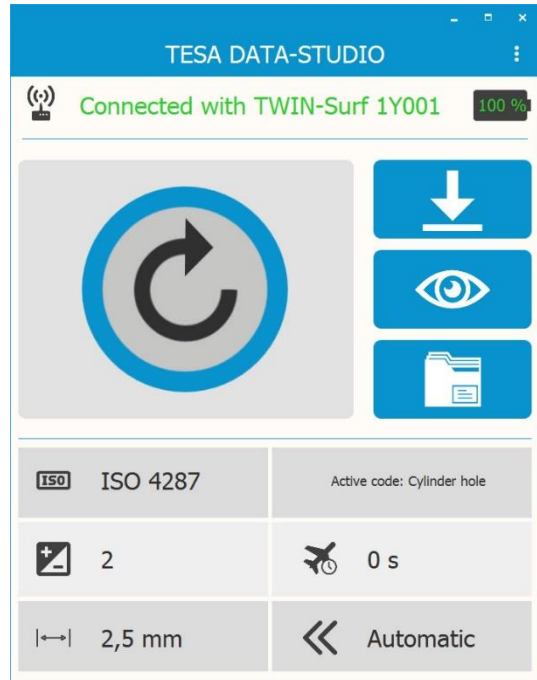 TESA DATA-STUDIO
Connected with TWIN-Surf 1Y001
100 %
ISO
ISO 4287
Active code: Cylinder hole
2
0 s
2,5 mm
Automatic